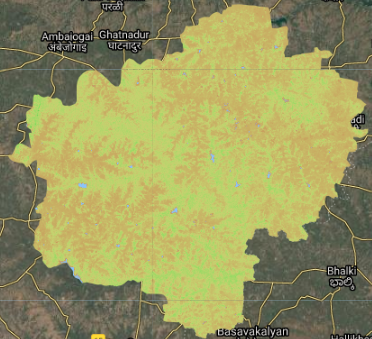 परळी
Ambajogai
अंबेजोगाई
Ghatnadur
घाटनादुर
Bhalki
ಭಾಲ್ಕಿ
Basavakalyan